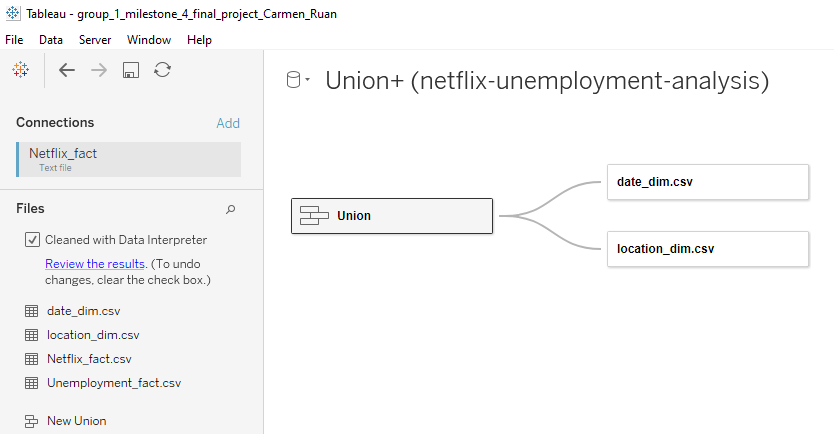 Tableau - group_1_milestone_4_final_project_Carmen_Ruan
File Data Server Window Help
Union+ (netflix-unemployment-analysis)
Connections Add
Netflix_fact
Text file
Files
Cleaned with Data Interpreter
Review the results. (To undo
changes, clear the check box.)
date_dim.csv
location_dim.csv
Netflix_fact.csv
Unemployment_fact.csv
New Union
Union
date_dim.csv
location_dim.csv